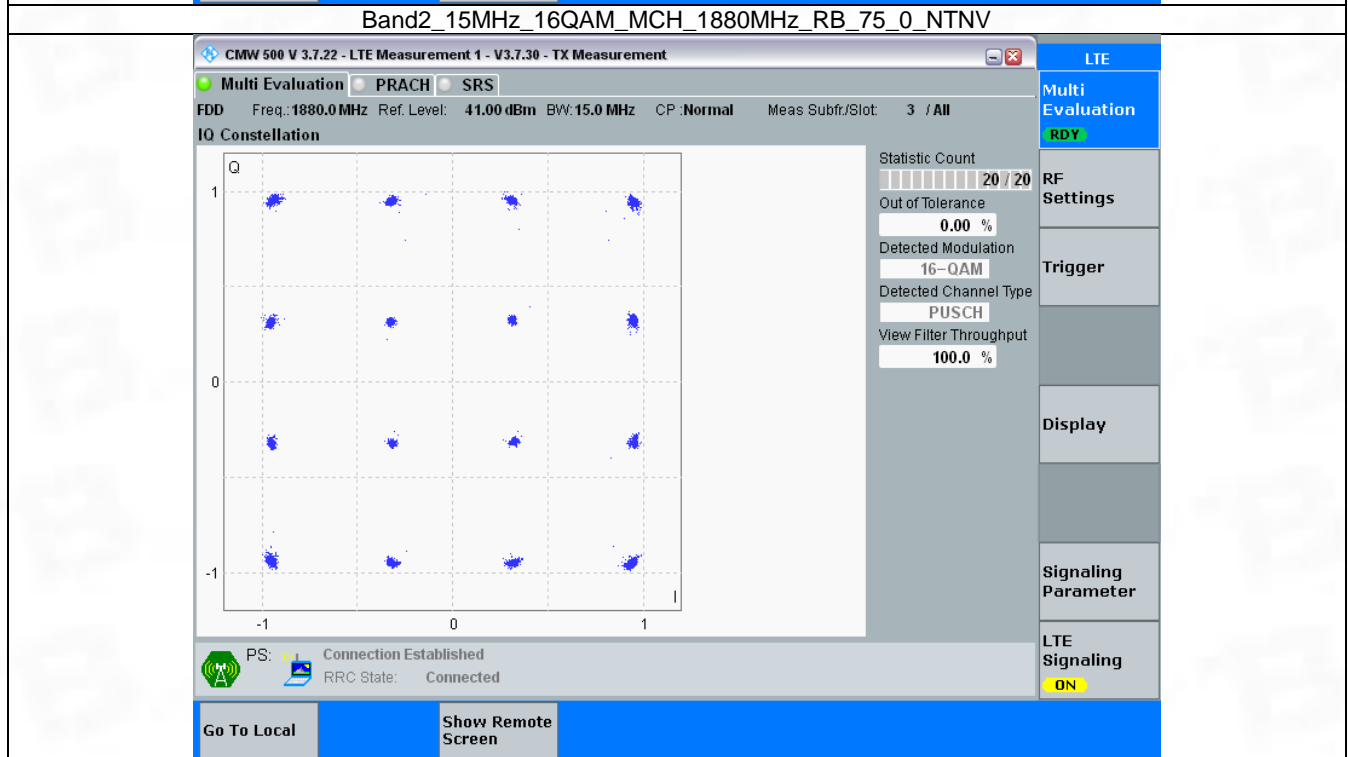 Band2_15MHz_16QAM_MCH_1880MHz_RB_75_0_NTNV
CMW 500 V 3.7.22 - LTE Measurement 1 - V3.7.30 - TX Measurement
LTE
Multi Evaluation PRACH SRS
Multi
Evaluation
RDY
FDD Freq.:1880.0 MHz Ref. Level: 41.00 dBm BW:15.0 MHz CP :Normal Meas Subfr./Slot: 3 / All
IQ Constellation
Q
1
0
-1
I
-1 0 1
Statistic Count
20 / 20
Out of Tolerance
0.00 %
Detected Modulation
16-QAM
Detected Channel Type
PUSCH
View Filter Throughput
100.0 %
RF
Settings
Trigger
Display
Signaling
Parameter
LTE
Signaling
ON
PS: Connection Established
RRC State: Connected
Go To Local
Show Remote
Screen